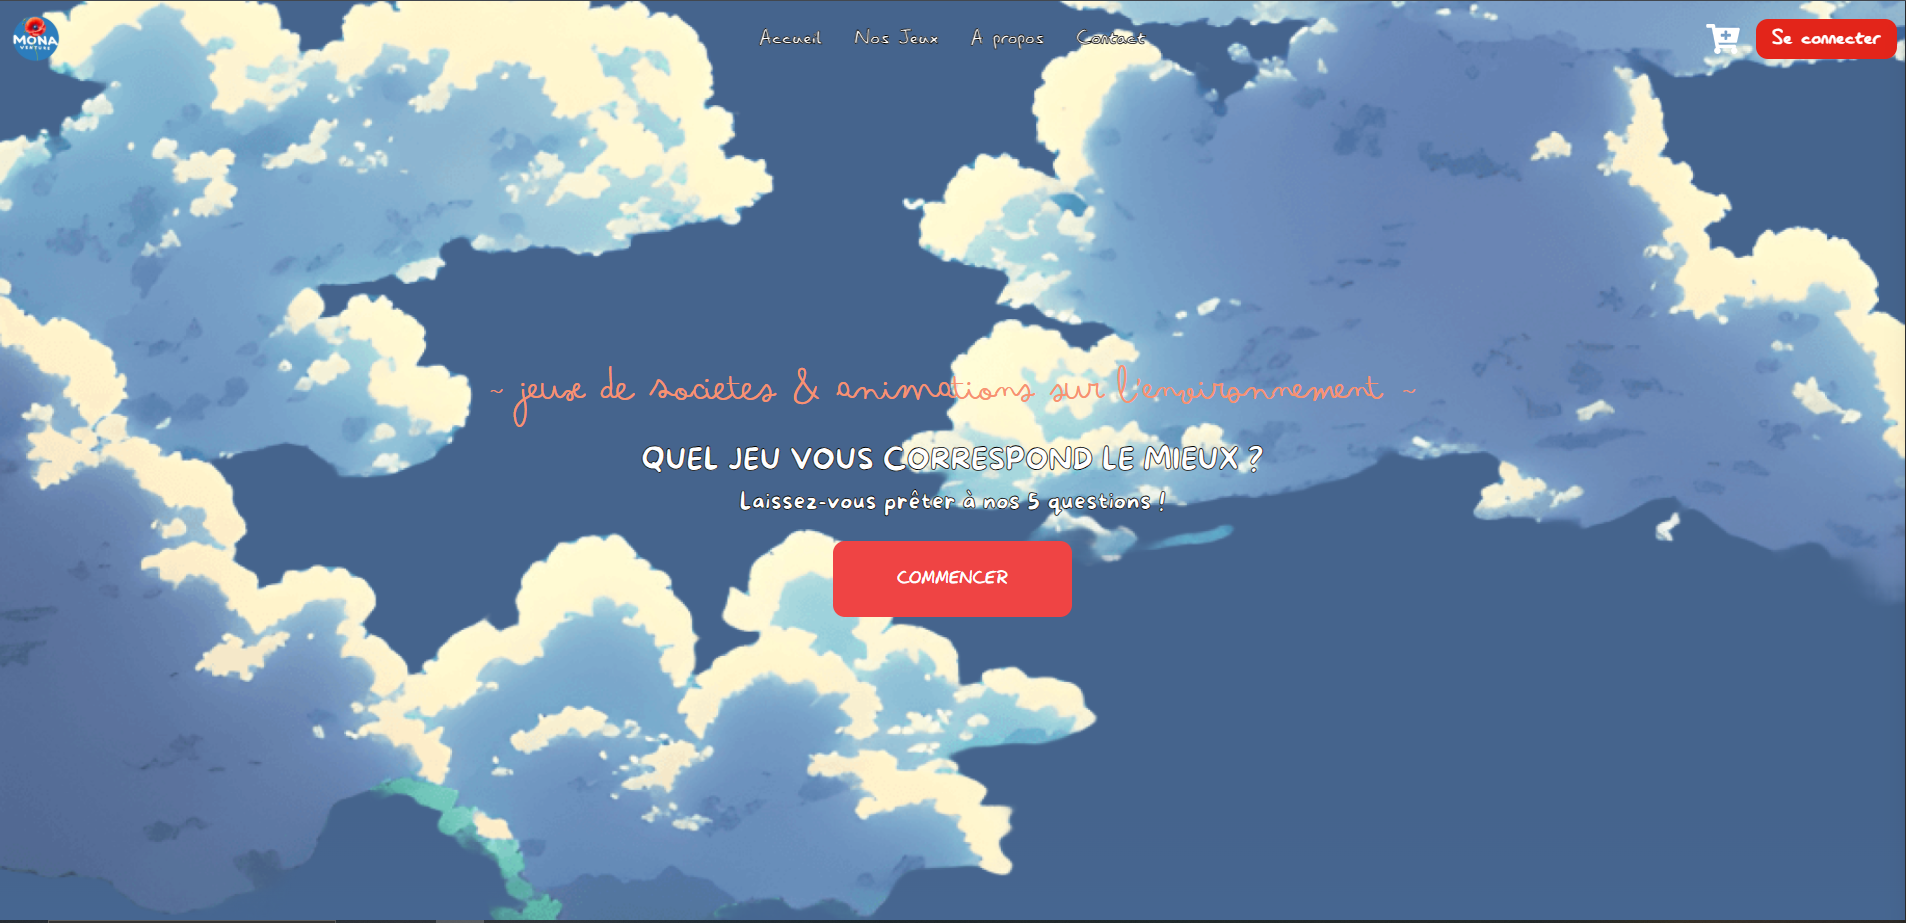 MONA
VENTURE
Accueil Nos Jeux A propos Contact
Se connecter
~ jeux de societes & animations sur l'environnement ~
QUEL JEU VOUS CORRESPOND LE MIEUX ?
Laissez-vous prêter à nos 5 questions !
COMMENCER